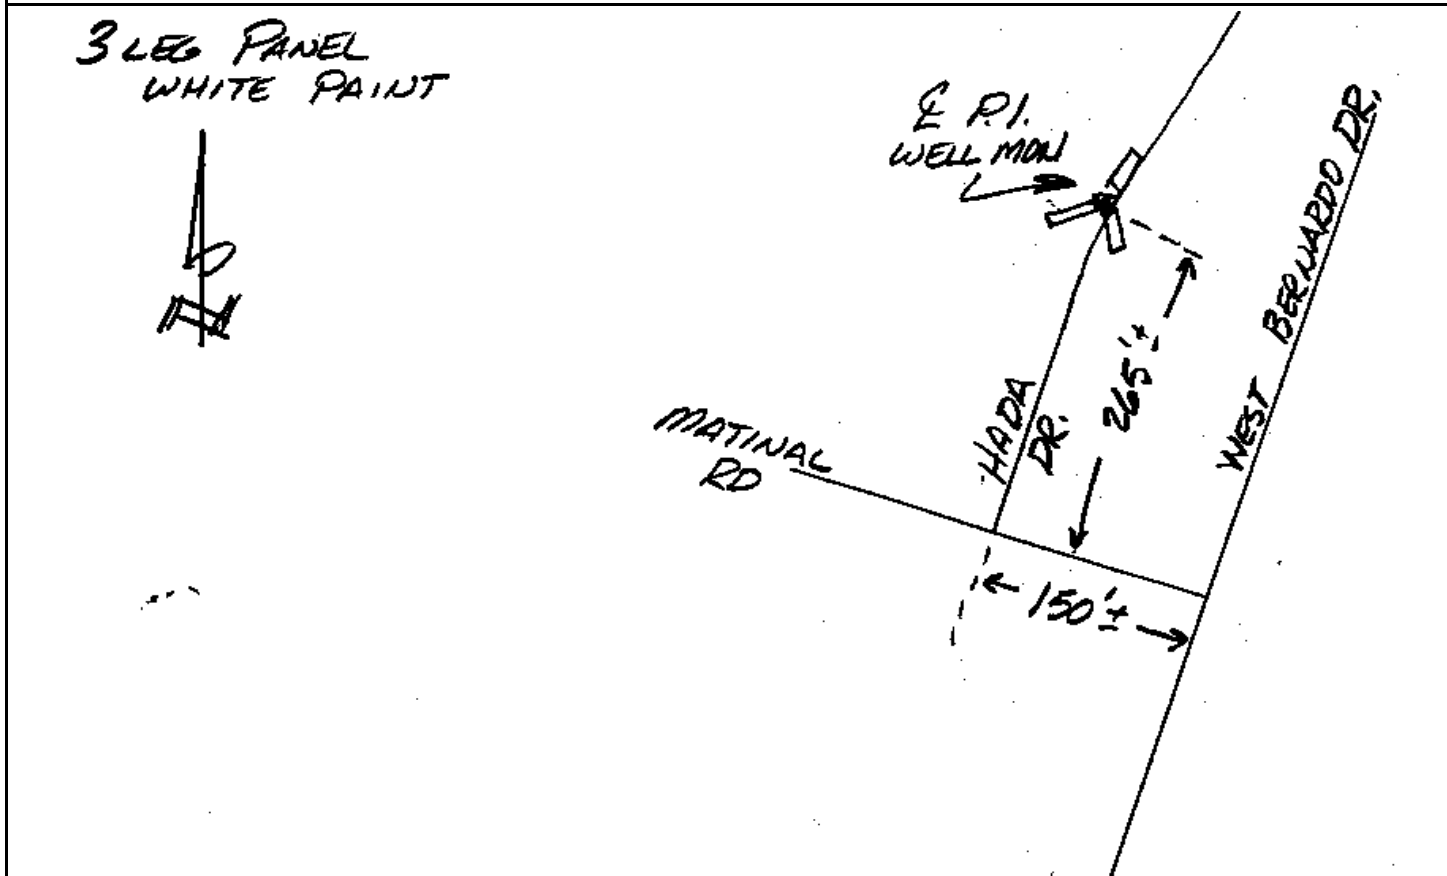 3 LEG PANEL
WHITE PAINT
℄ P.I.
WELL MON
WEST BERNARDO DR.
265'±
HADA
DR.
MATINAL
RD
150'±
N